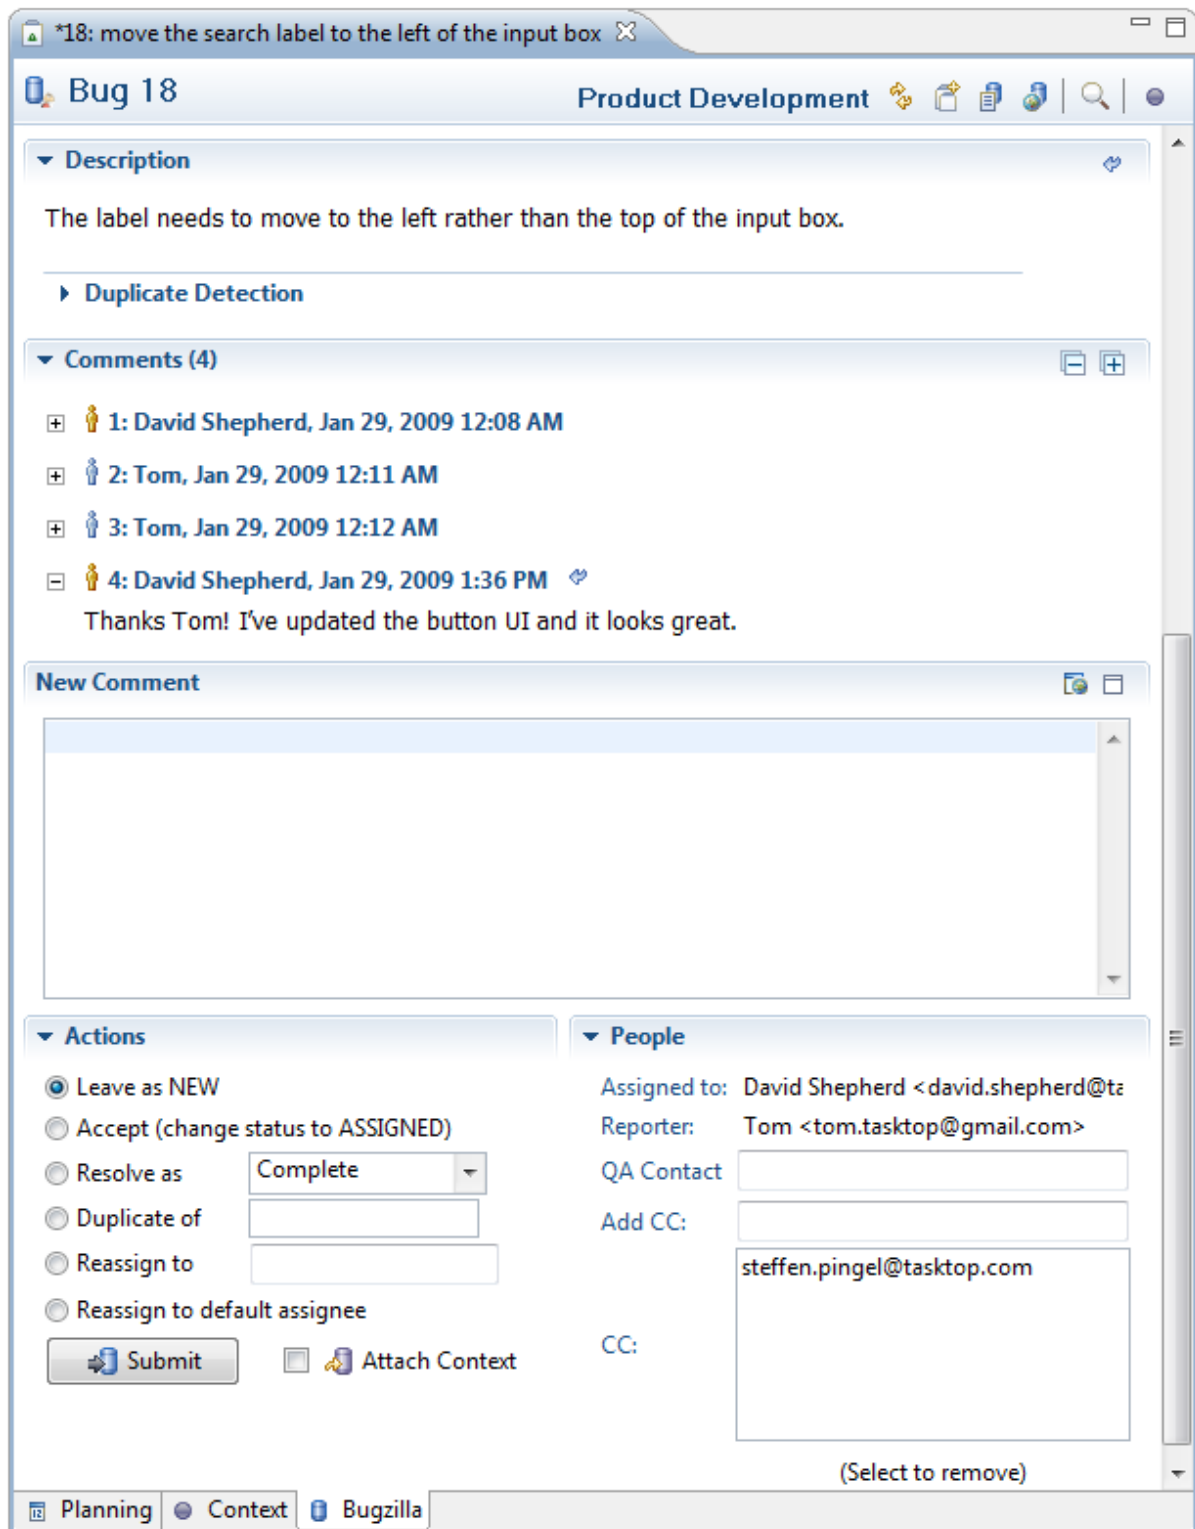 *18: move the search label to the left of the input box
Bug 18
Product Development
Description
The label needs to move to the left rather than the top of the input box.
Duplicate Detection
Comments (4)
1: David Shepherd, Jan 29, 2009 12:08 AM
2: Tom, Jan 29, 2009 12:11 AM
3: Tom, Jan 29, 2009 12:12 AM
4: David Shepherd, Jan 29, 2009 1:36 PM
Thanks Tom! I've updated the button UI and it looks great.
New Comment
Actions
Leave as NEW
Accept (change status to ASSIGNED)
Resolve as Complete
Duplicate of
Reassign to
Reassign to default assignee
Submit Attach Context
People
Assigned to: David Shepherd <david.shepherd@ta
Reporter: Tom <tom.tasktop@gmail.com>
QA Contact
Add CC:
steffen.pingel@tasktop.com
CC:
(Select to remove)
Planning Context Bugzilla